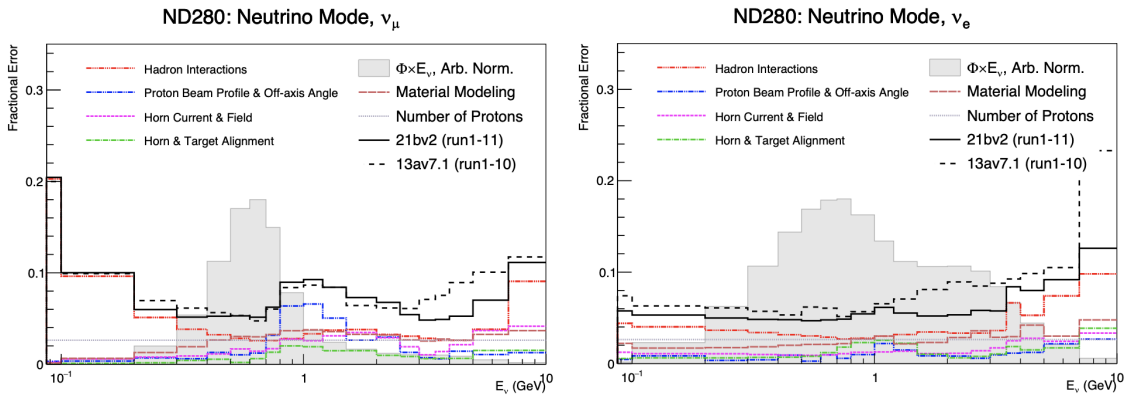 ND280: Neutrino Mode, νμ
Fractional Error
0.3
0.2
0.1
0
Hadron Interactions
Proton Beam Profile & Off-axis Angle
Horn Current & Field
Horn & Target Alignment
Φ×Eν, Arb. Norm.
Material Modeling
Number of Protons
21bv2 (run1-11)
13av7.1 (run1-10)
10⁻¹
1
10
Eν (GeV)
ND280: Neutrino Mode, νe
Fractional Error
0.3
0.2
0.1
0
Hadron Interactions
Proton Beam Profile & Off-axis Angle
Horn Current & Field
Horn & Target Alignment
Φ×Eν, Arb. Norm.
Material Modeling
Number of Protons
21bv2 (run1-11)
13av7.1 (run1-10)
10⁻¹
1
10
Eν (GeV)